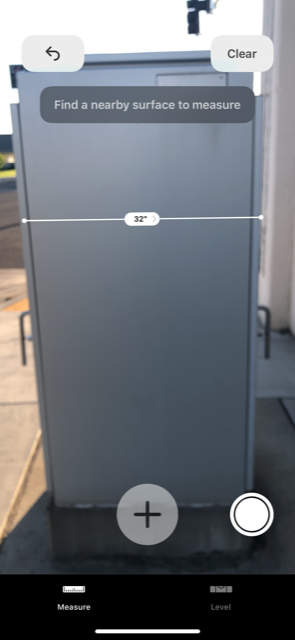 Clear
Find a nearby surface to measure
32"
Measure
Level